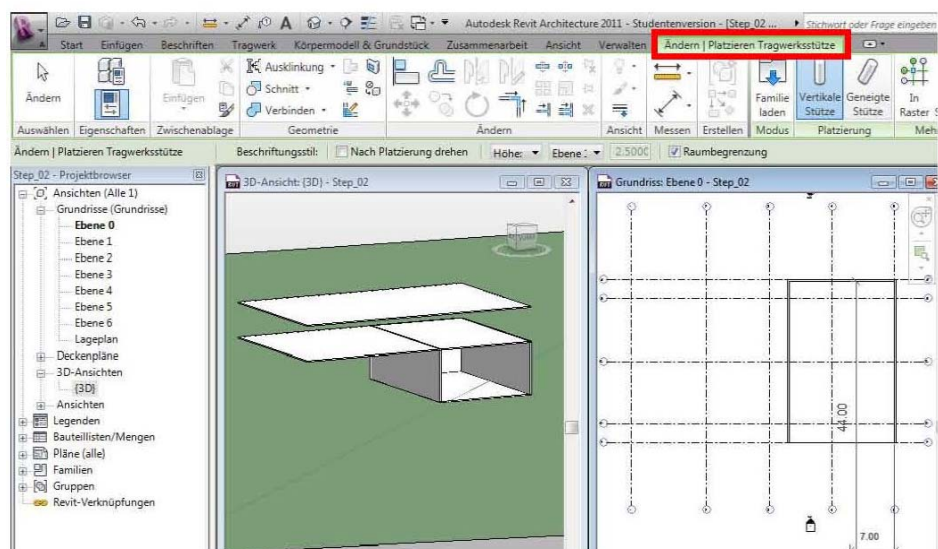 Autodesk Revit Architecture 2011 - Studentenversion - [Step_02 ...
Stichwort oder Frage eingeben
Start Einfügen Beschriften Tragwerk Körpermodell & Grundstück Zusammenarbeit Ansicht Verwalten Ändern | Platzieren Tragwerksstütze
Ausklinkung
Schnitt
Verbinden
Ändern
Einfügen
Familie laden
Vertikale Stütze
Geneigte Stütze
In Raster
Auswählen Eigenschaften Zwischenablage Geometrie Ändern Ansicht Messen Erstellen Modus Platzierung Meh
Ändern | Platzieren Tragwerksstütze Beschriftungsstil: Nach Platzierung drehen Höhe: Ebene 2.5000 Raumbegrenzung
Step_02 - Projektbrowser
3D-Ansicht: {3D} - Step_02
Grundriss: Ebene 0 - Step_02
Ansichten (Alle 1)
Grundrisse (Grundrisse)
Ebene 0
Ebene 1
Ebene 2
Ebene 3
Ebene 4
Ebene 5
Ebene 6
Lageplan
Deckenpläne
3D-Ansichten
{3D}
Ansichten
Legenden
Bauteillisten/Mengen
Pläne (alle)
Familien
Gruppen
Revit-Verknüpfungen
44.00
7.00